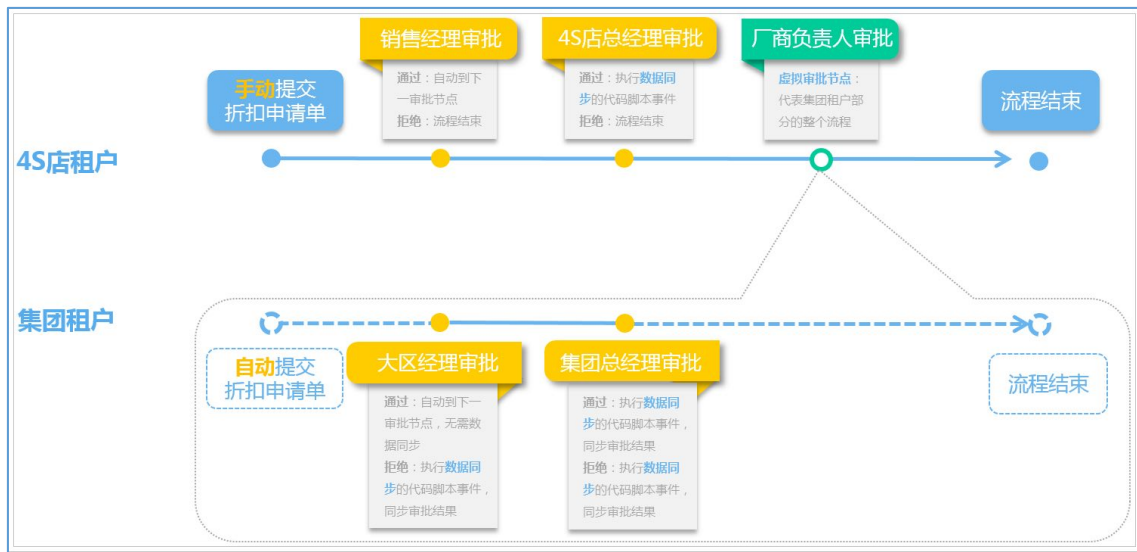 销售经理审批
4S店总经理审批
厂商负责人审批
手动提交
折扣申请单
通过：自动到下
一审批节点
拒绝：流程结束
通过：执行数据同
步的代码脚本事件
拒绝：流程结束
虚拟审批节点：
代表集团租户部
分的整个流程
流程结束
4S店租户
集团租户
自动提交
折扣申请单
大区经理审批
集团总经理审批
流程结束
通过：自动到下一
审批节点，无需数
据同步
拒绝：执行数据同
步的代码脚本事件，
同步审批结果
通过：执行数据同
步的代码脚本事件，
同步审批结果
拒绝：执行数据同
步的代码脚本事件，
同步审批结果